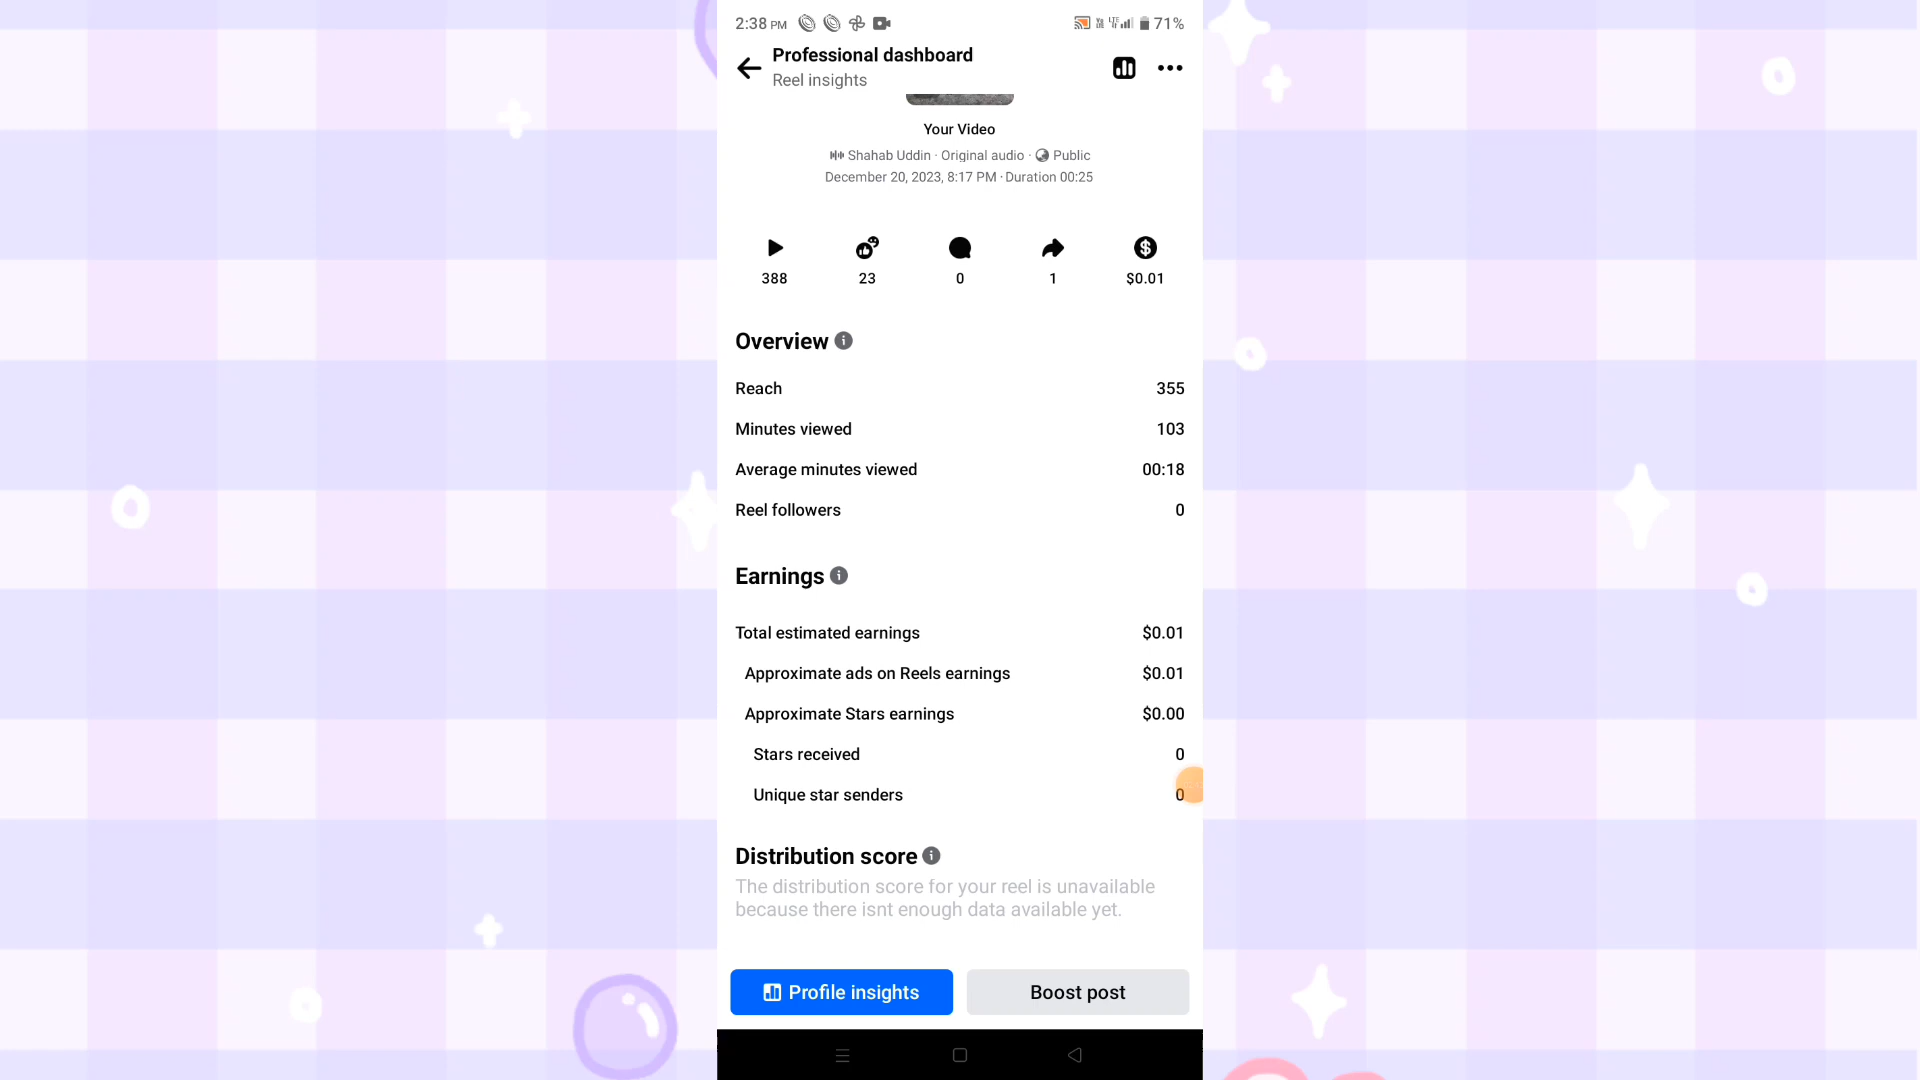 2:38 PM 71%
Professional dashboard
Reel insights
Your Video
Shahab Uddin · Original audio · Public
December 20, 2023, 8:17 PM · Duration 00:25
388 23 0 1 $0.01
Overview
Reach 355
Minutes viewed 103
Average minutes viewed 00:18
Reel followers 0
Earnings
Total estimated earnings $0.01
Approximate ads on Reels earnings $0.01
Approximate Stars earnings $0.00
Stars received 0
Unique star senders 0
Distribution score
The distribution score for your reel is unavailable
because there isnt enough data available yet.
Profile insights Boost post